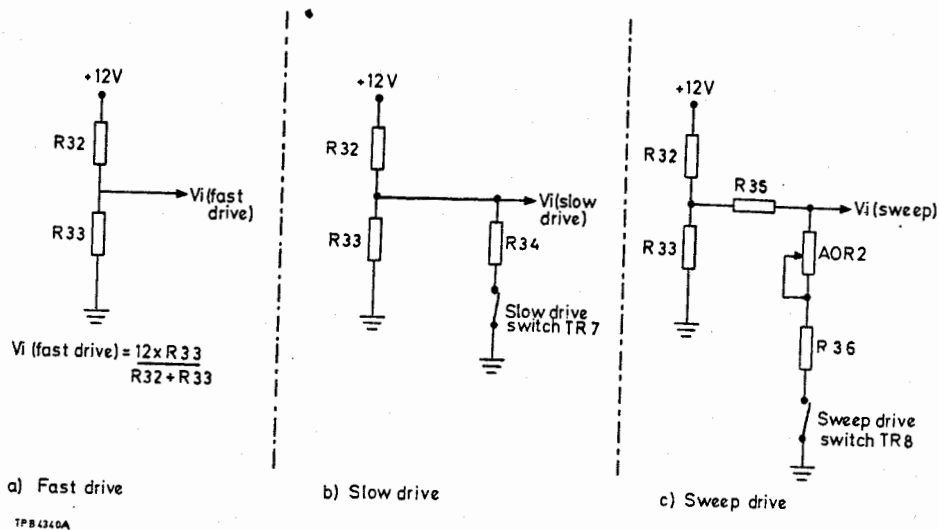 +12V
R32
Vi(fast
drive)
R33
Vi (fast drive) = 12 x R33
R32 + R33
a) Fast drive
+12V
R32
Vi(slow
drive)
R33
R34
Slow drive
switch TR7
b) Slow drive
+12V
R32
R35
Vi(sweep)
R33
AOR2
R36
Sweep drive
switch TR8
c) Sweep drive
TPB4340A